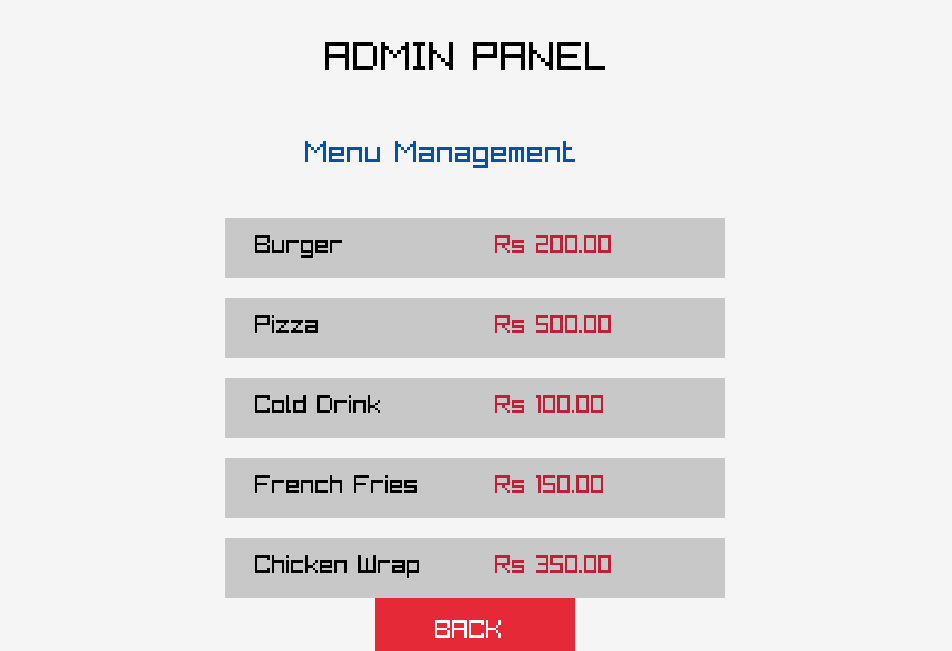 ADMIN PANEL
Menu Management
Burger Rs 200.00
Pizza Rs 500.00
Cold Drink Rs 100.00
French Fries Rs 150.00
Chicken Wrap Rs 350.00
BACK